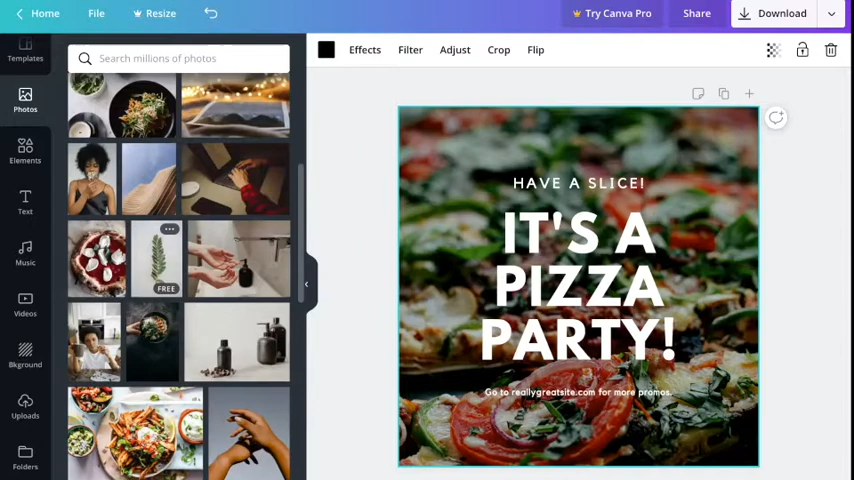 Home File Resize Try Canva Pro Share Download
Templates
Search millions of photos
Effects Filter Adjust Crop Flip
Photos
Elements
Text
Music
FREE
Videos
Bkground
Uploads
Folders
HAVE A SLICE!
IT'S A
PIZZA
PARTY!
Go to reallygreatsite.com for more promos.